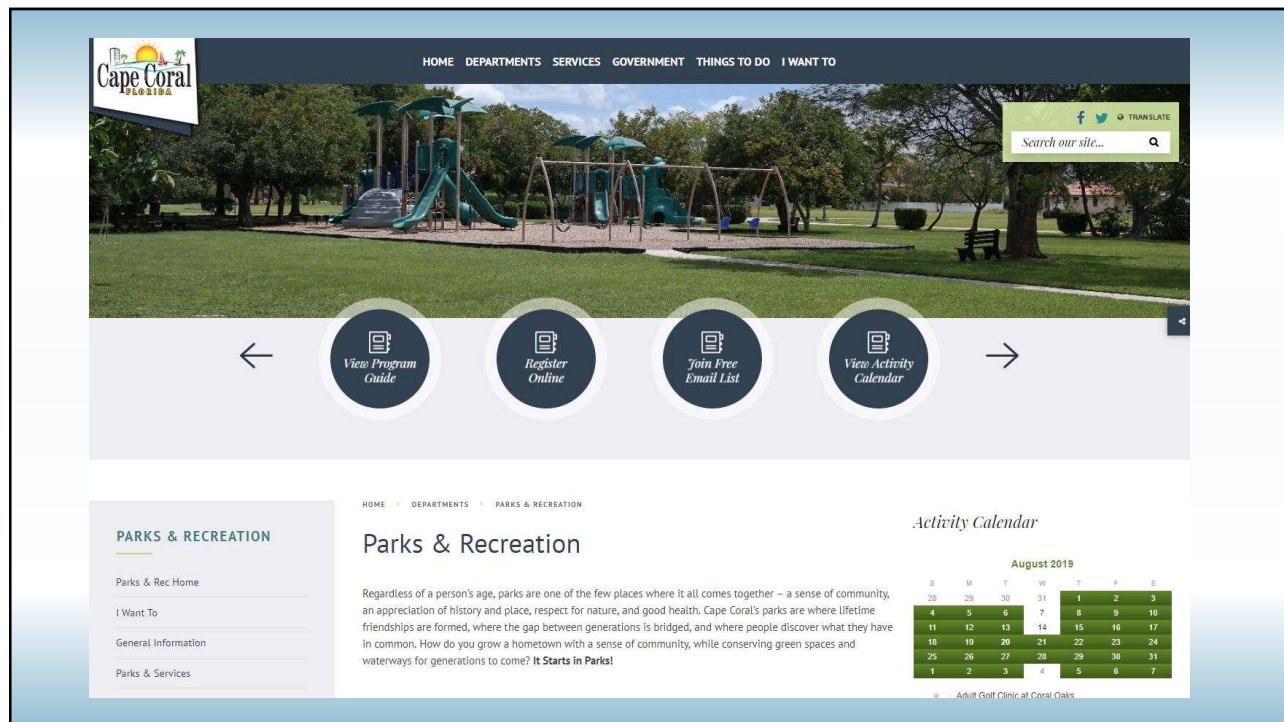 Cape Coral
FLORIDA
HOME DEPARTMENTS SERVICES GOVERNMENT THINGS TO DO I WANT TO
TRANSLATE
Search our site...
View Program
Guide
Register
Online
Join Free
Email List
View Activity
Calendar
PARKS & RECREATION
Parks & Rec Home
I Want To
General Information
Parks & Services
HOME DEPARTMENTS PARKS & RECREATION
Parks & Recreation
Regardless of a person's age, parks are one of the few places where it all comes together – a sense of community,
an appreciation of history and place, respect for nature, and good health. Cape Coral's parks are where lifetime
friendships are formed, where the gap between generations is bridged, and where people discover what they have
in common. How do you grow a hometown with a sense of community, while conserving green spaces and
waterways for generations to come? It Starts in Parks!
Activity Calendar
August 2019
S M T W T F S
28 29 30 31 1 2 3
4 5 6 7 8 9 10
11 12 13 14 15 16 17
18 19 20 21 22 23 24
25 26 27 28 29 30 31
1 2 3 4 5 6 7
Adult Golf Clinic at Coral Oaks